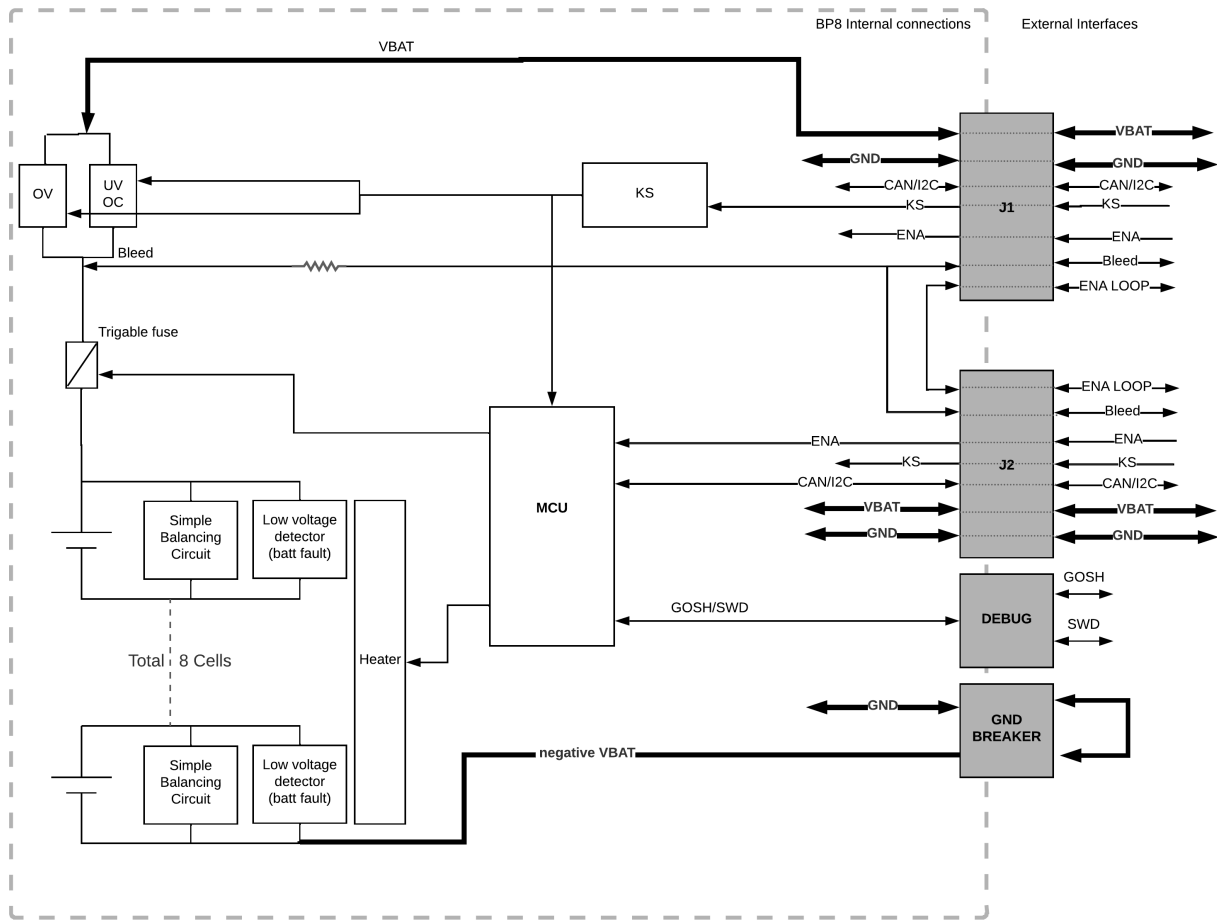 BP8 Internal connections
External Interfaces
VBAT
VBAT
GND
GND
OV
UV
OC
KS
CAN/I2C
CAN/I2C
KS
KS
J1
ENA
ENA
Bleed
Bleed
ENA LOOP
Trigable fuse
ENA LOOP
Bleed
ENA
ENA
KS
KS
J2
CAN/I2C
CAN/I2C
MCU
VBAT
VBAT
GND
GND
Simple
Balancing
Circuit
Low voltage
detector
(batt fault)
GOSH
GOSH/SWD
DEBUG
SWD
Total 8 Cells
Heater
GND
GND
BREAKER
negative VBAT
Simple
Balancing
Circuit
Low voltage
detector
(batt fault)